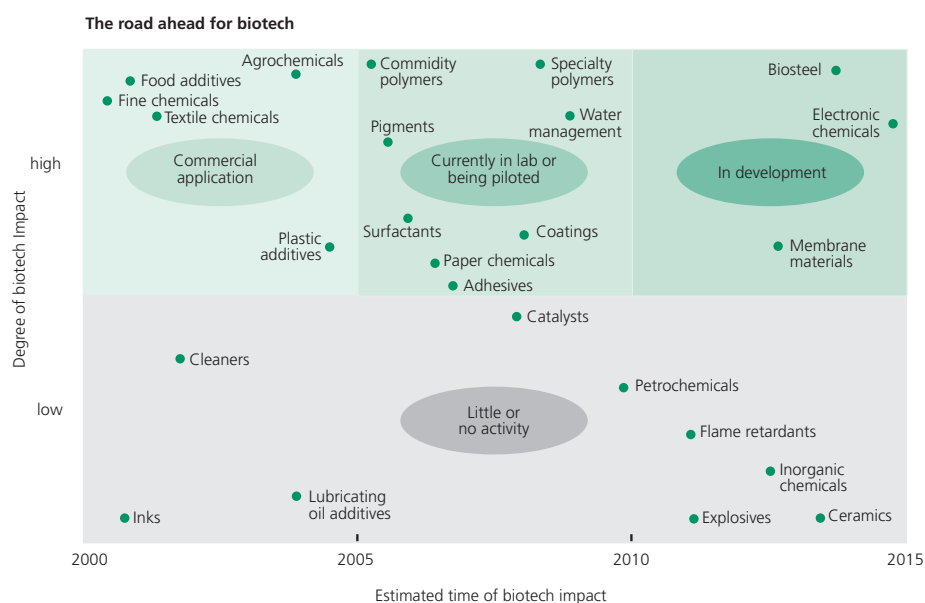 The road ahead for biotech
Agrochemicals
Food additives
Fine chemicals
Textile chemicals
Commercial
application
Plastic
additives
Commidity
polymers
Specialty
polymers
Water
management
Pigments
Currently in lab or
being piloted
Surfactants
Coatings
Paper chemicals
Adhesives
Biosteel
Electronic
chemicals
In development
Membrane
materials
high
Degree of biotech Impact
low
Catalysts
Cleaners
Petrochemicals
Little or
no activity
Flame retardants
Inorganic
chemicals
Lubricating
oil additives
Inks
Explosives
Ceramics
2000
2005
2010
2015
Estimated time of biotech impact